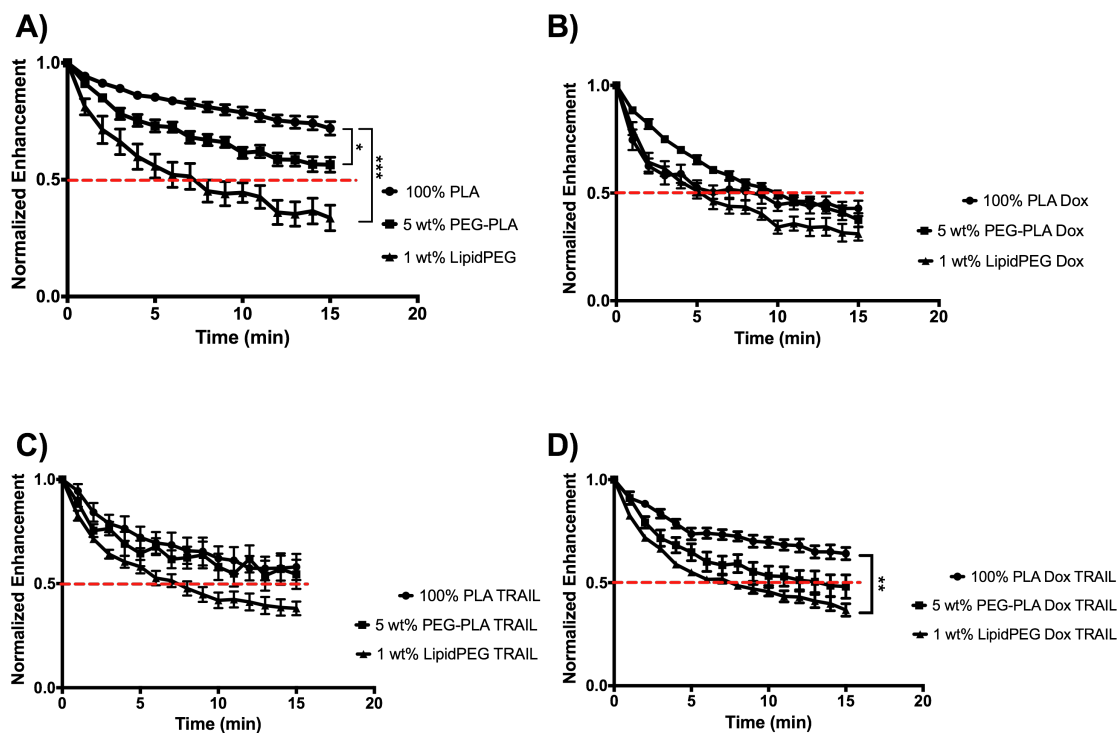 A)
Normalized Enhancement
1.0
0.5
0.0
0
5
10
15
20
Time (min)
*
***
100% PLA
5 wt% PEG-PLA
1 wt% LipidPEG
B)
Normalized Enhancement
1.0
0.5
0.0
0
5
10
15
20
Time (min)
100% PLA Dox
5 wt% PEG-PLA Dox
1 wt% LipidPEG Dox
C)
Normalized Enhancement
1.0
0.5
0.0
0
5
10
15
20
Time (min)
100% PLA TRAIL
5 wt% PEG-PLA TRAIL
1 wt% LipidPEG TRAIL
D)
Normalized Enhancement
1.0
0.5
0.0
0
5
10
15
20
Time (min)
**
100% PLA Dox TRAIL
5 wt% PEG-PLA Dox TRAIL
1 wt% LipidPEG Dox TRAIL